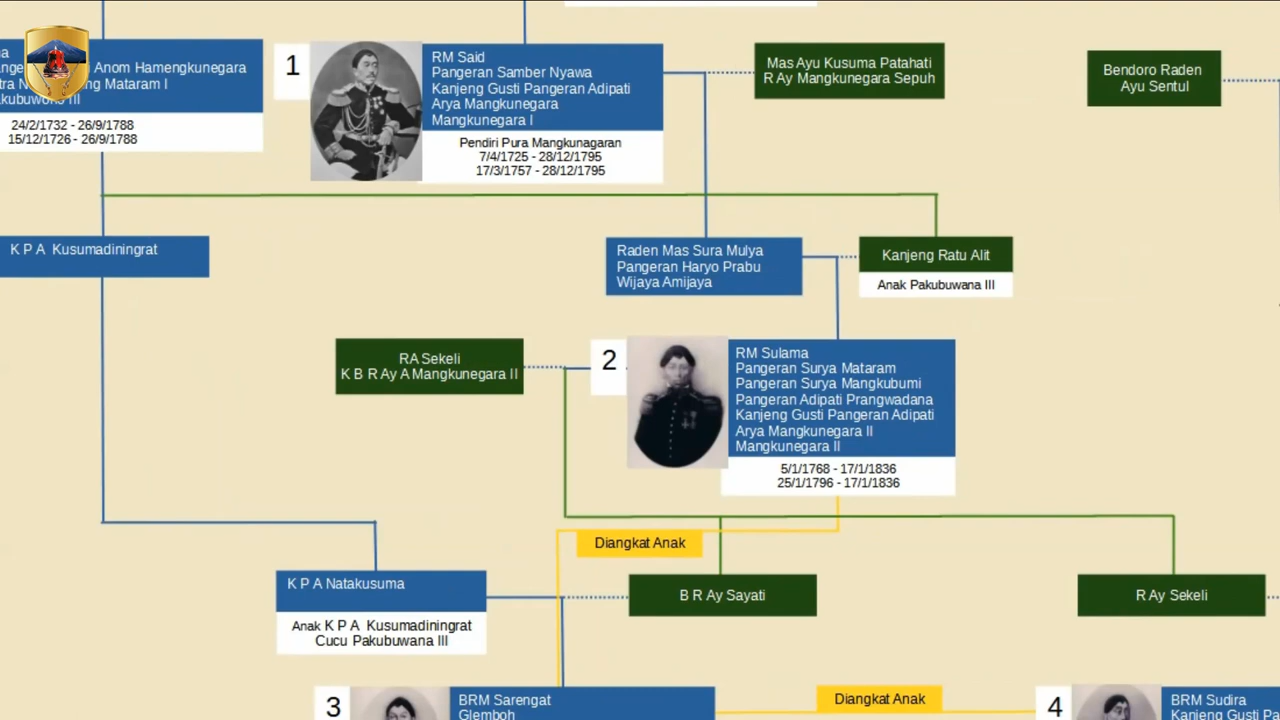 Anom Hamengkunegara
Mataram I
24/2/1732 - 26/9/1788
15/12/1726 - 26/9/1788
1
RM Said
Pangeran Samber Nyawa
Kanjeng Gusti Pangeran Adipati
Arya Mangkunegara
Mangkunegara I
Pendiri Pura Mangkunagaran
7/4/1725 - 28/12/1795
17/3/1757 - 28/12/1795
Mas Ayu Kusuma Patahati
R Ay Mangkunegara Sepuh
Bendoro Raden
Ayu Sentul
K P A Kusumadiningrat
Raden Mas Sura Mulya
Pangeran Haryo Prabu
Wijaya Amijaya
Kanjeng Ratu Alit
Anak Pakubuwana III
RA Sekeli
K B R Ay A Mangkunegara II
2
RM Sulama
Pangeran Surya Mataram
Pangeran Surya Mangkubumi
Pangeran Adipati Prangwadana
Kanjeng Gusti Pangeran Adipati
Arya Mangkunegara II
Mangkunegara II
5/1/1768 - 17/1/1836
25/1/1796 - 17/1/1836
Diangkat Anak
K P A Natakusuma
Anak K P A Kusumadiningrat
Cucu Pakubuwana III
B R Ay Sayati
R Ay Sekeli
3
BRM Sarengat
Glemboh
Diangkat Anak
4
BRM Sudira
Kanjeng Gusti